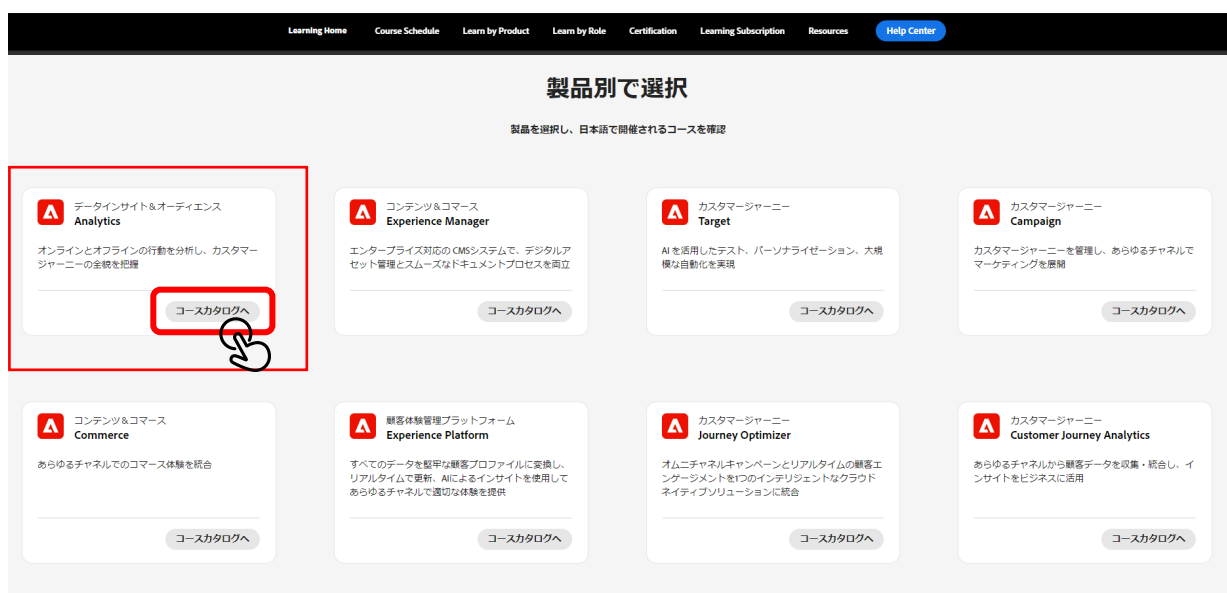 Learning Home Course Schedule Learn by Product Learn by Role Certification Learning Subscription Resources Help Center
製品別で選択
製品を選択し、日本語で開催されるコースを確認
データインサイト&オーディエンス
Analytics
オンラインとオフラインの行動を分析し、カスタマー
ジャーニーの全貌を把握
コースカタログへ
コンテンツ&コマース
Experience Manager
エンタープライズ対応の CMSシステムで、デジタルア
セット管理とスムーズなドキュメントプロセスを両立
コースカタログへ
カスタマージャーニー
Target
AI を活用したテスト、パーソナライゼーション、大規
模な自動化を実現
コースカタログへ
カスタマージャーニー
Campaign
カスタマージャーニーを管理し、あらゆるチャネルで
マーケティングを展開
コースカタログへ
コンテンツ&コマース
Commerce
あらゆるチャネルでのコマース体験を統合
コースカタログへ
顧客体験管理プラットフォーム
Experience Platform
すべてのデータを堅牢な顧客プロファイルに変換し、
リアルタイムで更新、AIによるインサイトを使用して
あらゆるチャネルで適切な体験を提供
コースカタログへ
カスタマージャーニー
Journey Optimizer
オムニチャネルキャンペーンとリアルタイムの顧客エ
ンゲージメントを1つのインテリジェントなクラウド
ネイティブソリューションに統合
コースカタログへ
カスタマージャーニー
Customer Journey Analytics
あらゆるチャネルから顧客データを収集・統合し、イ
ンサイトをビジネスに活用
コースカタログへ